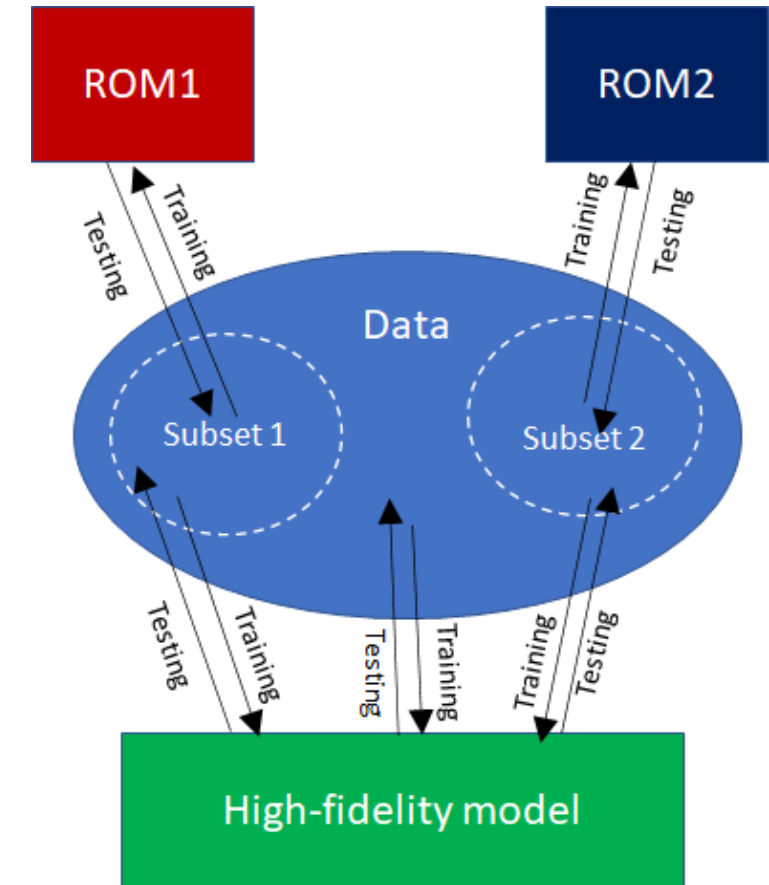 ROM1
ROM2
Testing
Training
Training
Testing
Data
Subset 1
Subset 2
Testing
Training
Testing
Training
Training
Testing
High-fidelity model